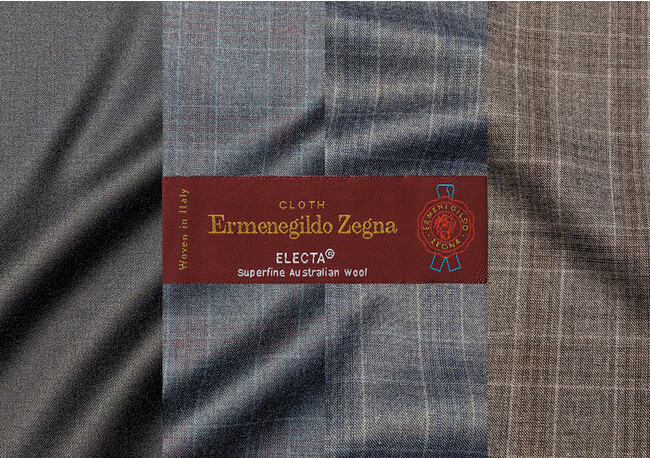 Woven in Italy
CLOTH
Ermenegildo Zegna
ELECTA®
Superfine Australian Wool
ERMENEGILDO
ZEGNA